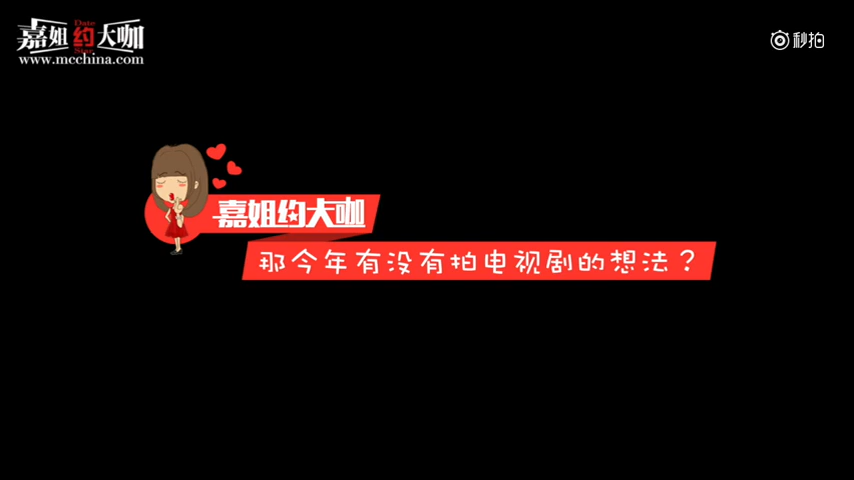 嘉姐约大咖
Date
Star
www.mcchina.com
秒拍
嘉姐约大咖
那今年有没有拍电视剧的想法？